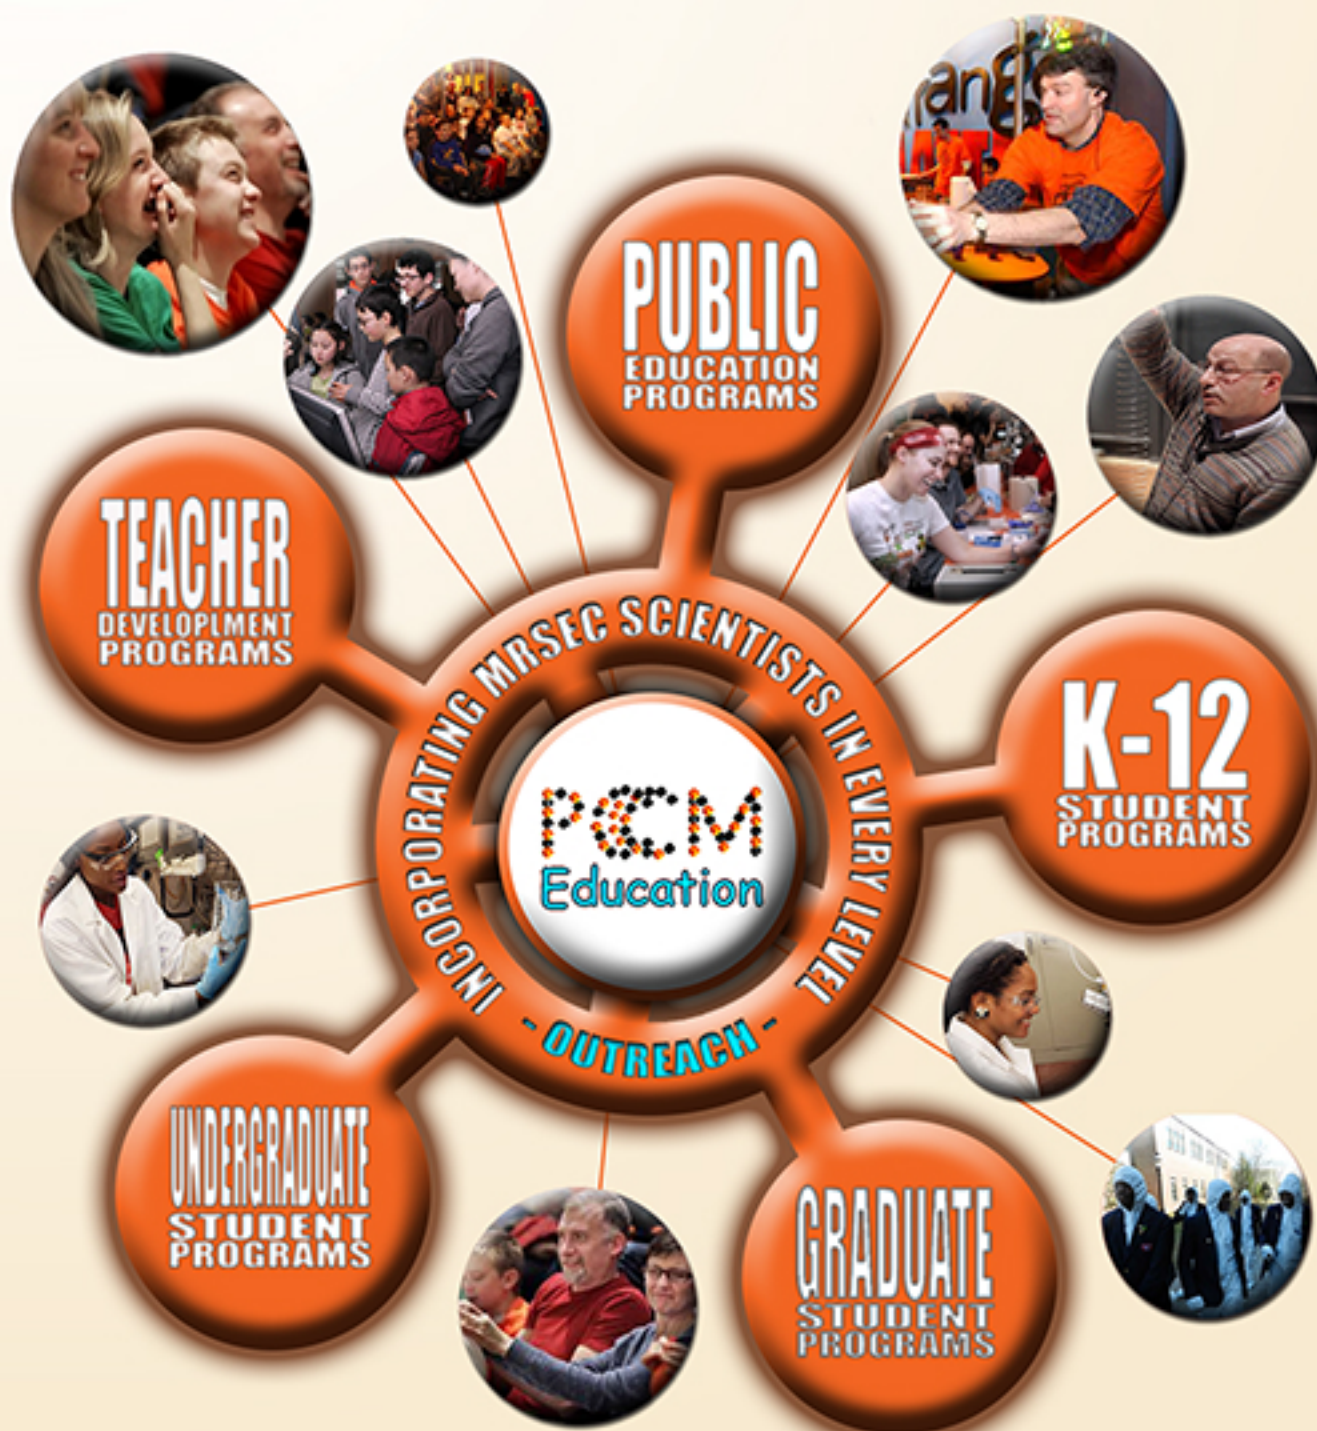 ang
PUBLIC
EDUCATION
PROGRAMS
TEACHER
DEVELOPLMENT
PROGRAMS
K-12
STUDENT
PROGRAMS
INCORPORATING MRSEC SCIENTISTS IN EVERY LEVEL
PCCM
Education
- OUTREACH -
UNDERGRADUATE
STUDENT
PROGRAMS
GRADUATE
STUDENT
PROGRAMS